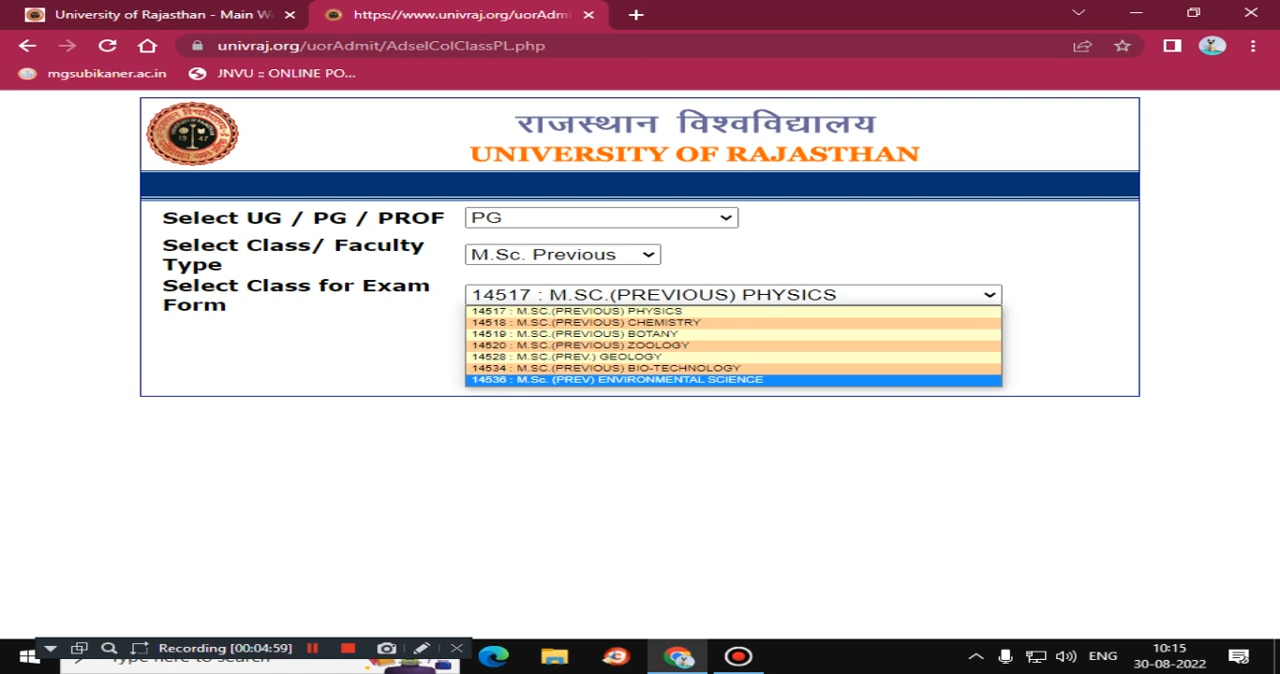 University of Rajasthan - Main W
https://www.univraj.org/uorAdmi
univraj.org/uorAdmit/AdselColClassPL.php
mgsubikaner.ac.in
JNVU :: ONLINE PO...
राजस्थान विश्वविद्यालय
UNIVERSITY OF RAJASTHAN
Select UG / PG / PROF
PG
Select Class/ Faculty
Type
M.Sc. Previous
Select Class for Exam
Form
14517 : M.SC.(PREVIOUS) PHYSICS
14517 : M.SC.(PREVIOUS) PHYSICS
14518 : M.SC.(PREVIOUS) CHEMISTRY
14519 : M.SC.(PREVIOUS) BOTANY
14520 : M.SC.(PREVIOUS) ZOOLOGY
14528 : M.SC.(PREV.) GEOLOGY
14534 : M.SC.(PREVIOUS) BIO-TECHNOLOGY
14536 : M.Sc. (PREV) ENVIRONMENTAL SCIENCE
Recording [00:04:59]
Type here to search
ENG
10:15
30-08-2022